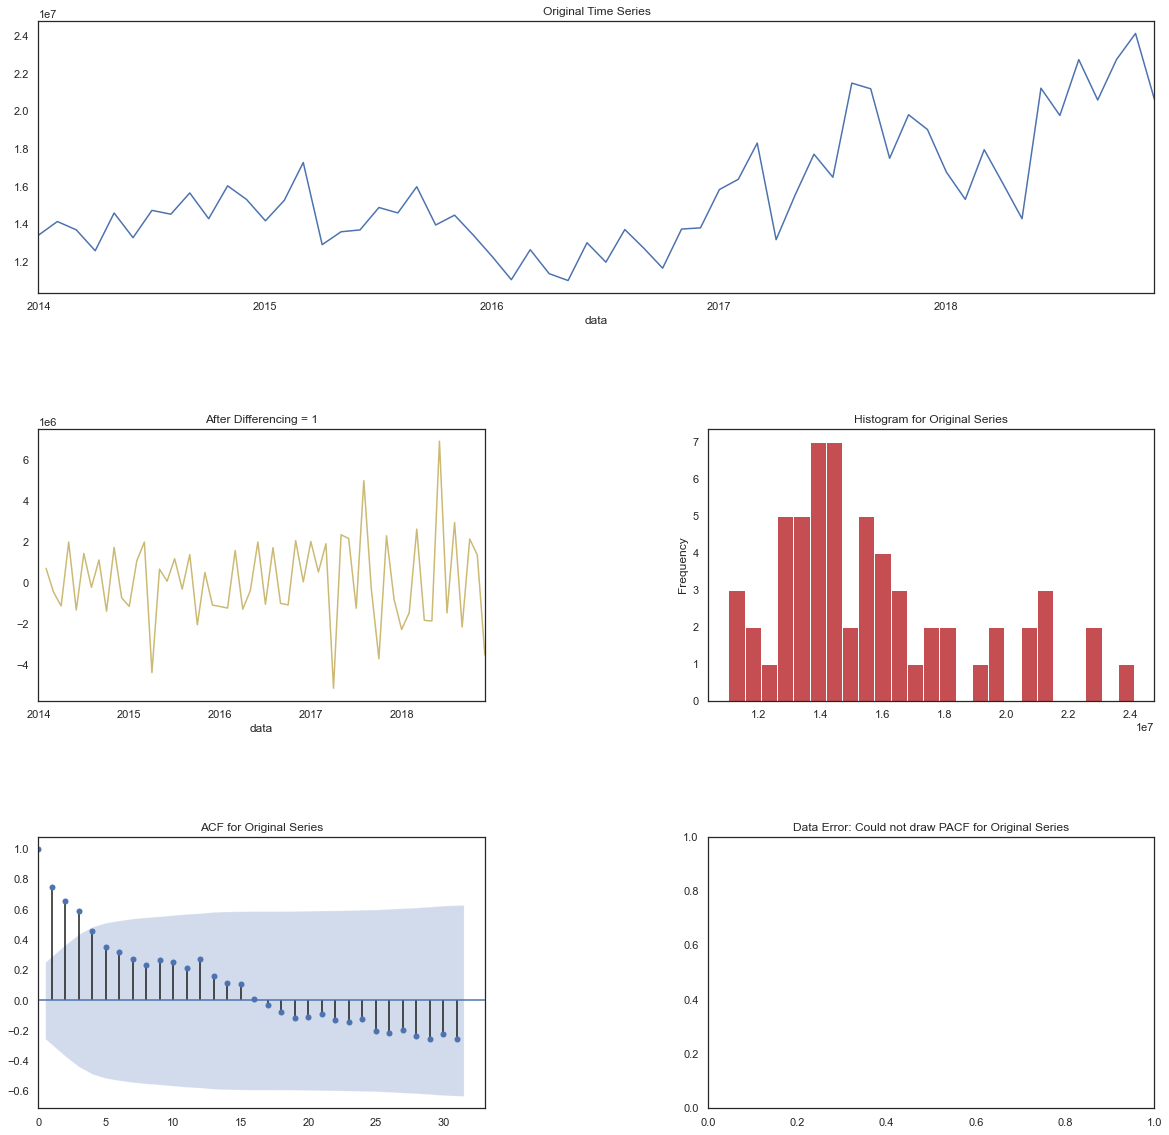 Original Time Series
1e7
2.4
2.2
2.0
1.8
1.6
1.4
1.2
2014 2015 2016 2017 2018
data
After Differencing = 1
1e6
6
4
2
0
−2
−4
2014 2015 2016 2017 2018
data
Histogram for Original Series
Frequency
7
6
5
4
3
2
1
0
1.2 1.4 1.6 1.8 2.0 2.2 2.4
1e7
ACF for Original Series
1.0
0.8
0.6
0.4
0.2
0.0
−0.2
−0.4
−0.6
0 5 10 15 20 25 30
Data Error: Could not draw PACF for Original Series
1.0
0.8
0.6
0.4
0.2
0.0
0.0 0.2 0.4 0.6 0.8 1.0